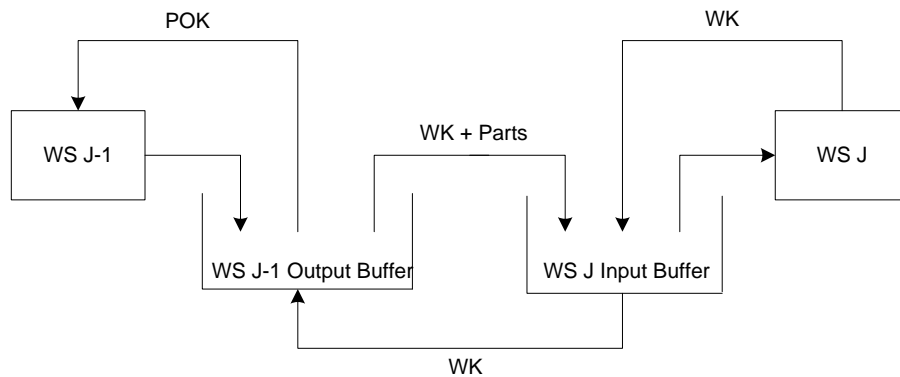 POK
WK
WS J-1
WK + Parts
WS J
WS J-1 Output Buffer
WS J Input Buffer
WK